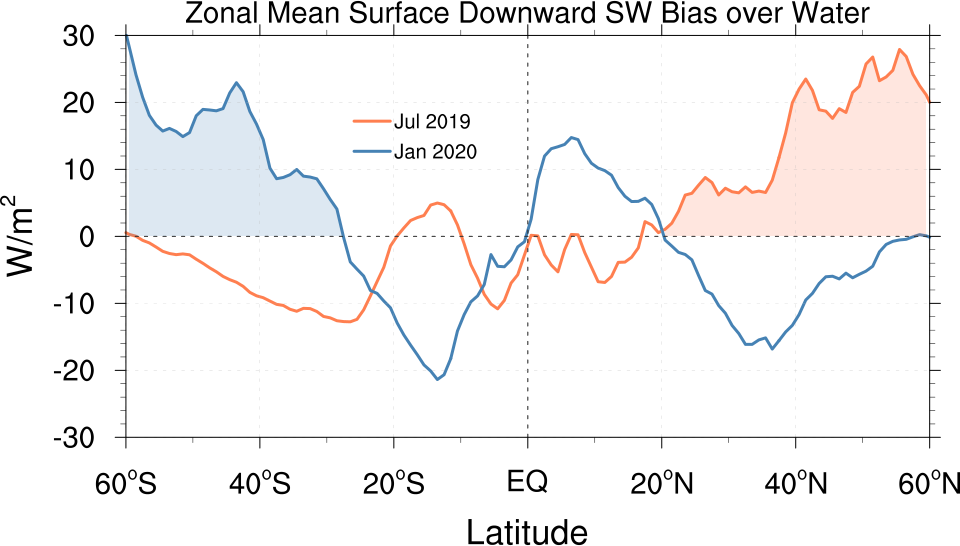 Zonal Mean Surface Downward SW Bias over Water
30
20
10
0
-10
-20
-30
W/m²
Jul 2019
Jan 2020
60°S 40°S 20°S EQ 20°N 40°N 60°N
Latitude